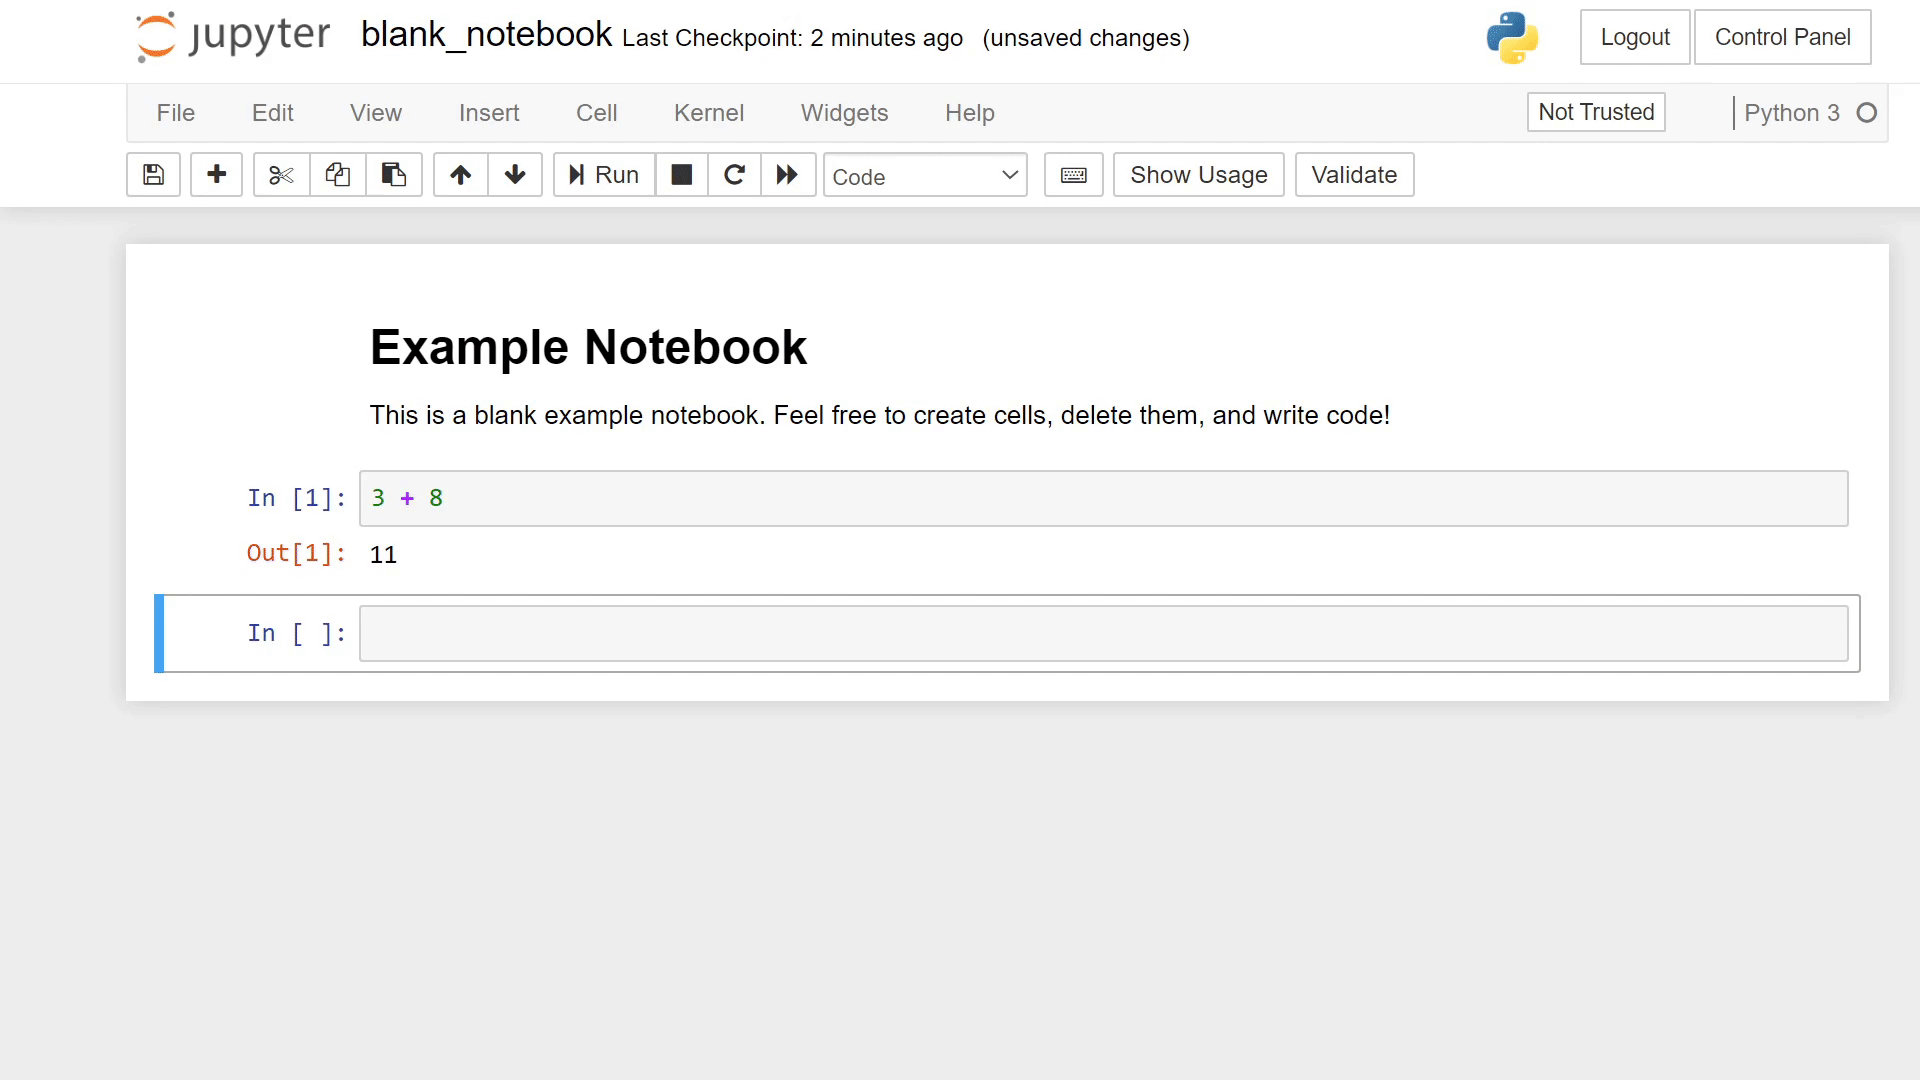 jupyter blank_notebook Last Checkpoint: 2 minutes ago (unsaved changes) Logout Control Panel
File Edit View Insert Cell Kernel Widgets Help Not Trusted Python 3
Run Code Show Usage Validate
Example Notebook
This is a blank example notebook. Feel free to create cells, delete them, and write code!
In [1]: 3 + 8
Out[1]: 11
In [ ]: